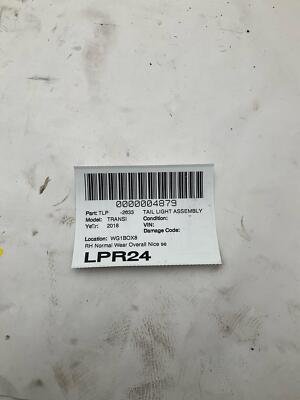 0000004879
Part: TLP -2633 TAIL LIGHT ASSEMBLY
Model: TRANSI Condition:
Year: 2016 VIN:
Damage Code:
Location: WG1BOX8
RH Normal Wear Overall Nice se
LPR24